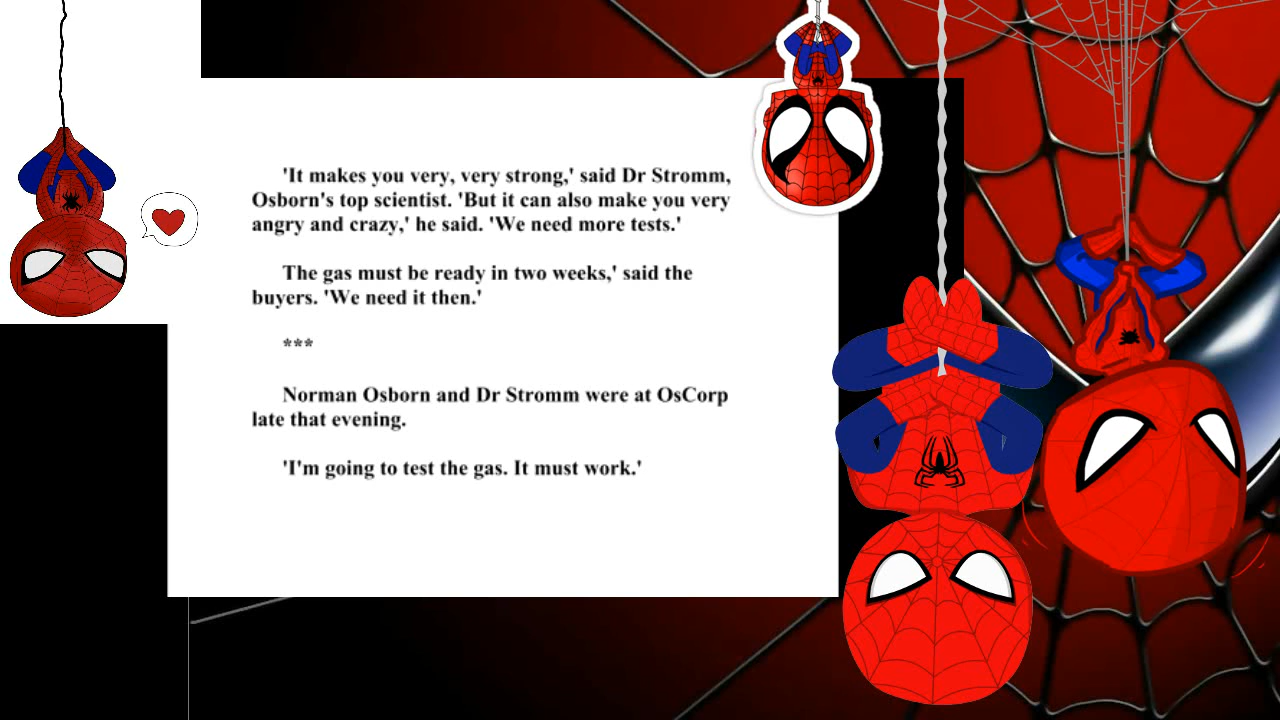 'It makes you very, very strong,' said Dr Stromm,
Osborn's top scientist. 'But it can also make you very
angry and crazy,' he said. 'We need more tests.'
The gas must be ready in two weeks,' said the
buyers. 'We need it then.'
***
Norman Osborn and Dr Stromm were at OsCorp
late that evening.
'I'm going to test the gas. It must work.'